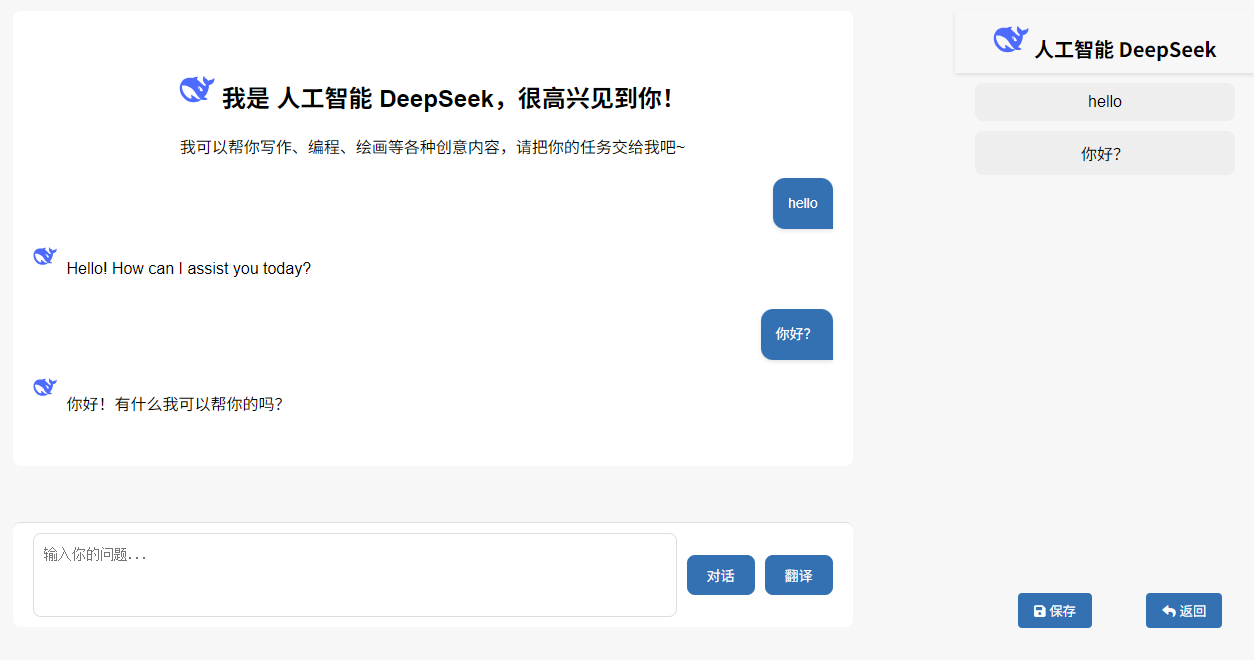 我是 人工智能 DeepSeek，很高兴见到你！
我可以帮你写作、编程、绘画等各种创意内容，请把你的任务交给我吧~
hello
Hello! How can I assist you today?
你好？
你好！有什么我可以帮你的吗？
输入你的问题...
对话
翻译
人工智能 DeepSeek
hello
你好？
保存
返回